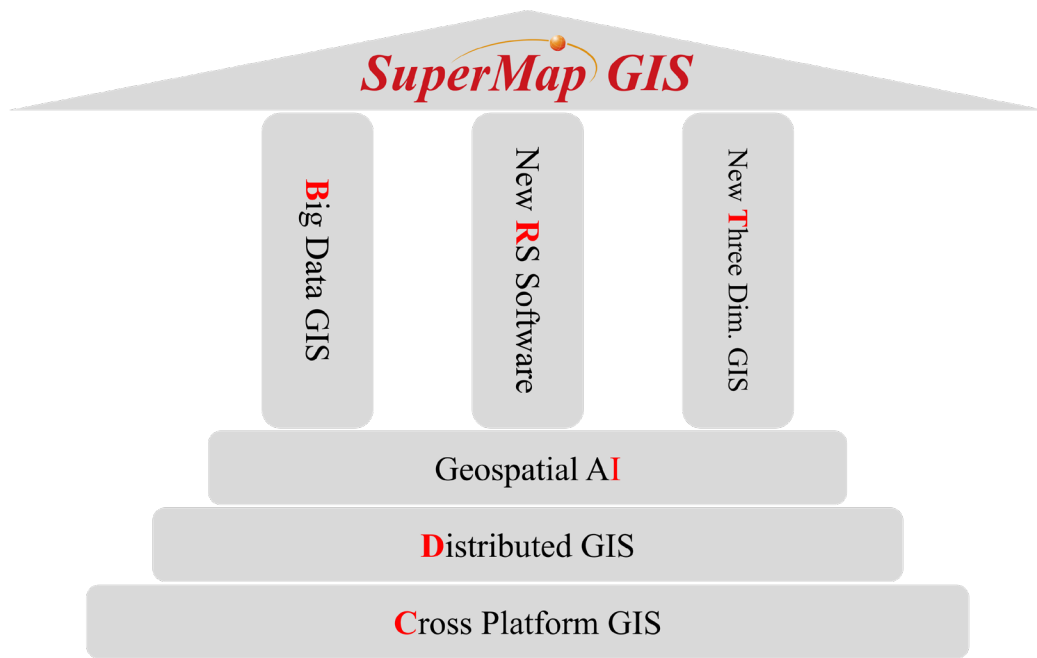 SuperMap GIS
Big Data GIS
New RS Software
New Three Dim. GIS
Geospatial AI
Distributed GIS
Cross Platform GIS